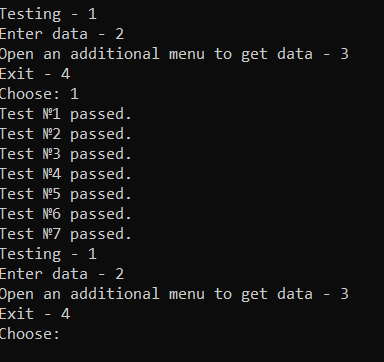 Testing - 1
Enter data - 2
Open an additional menu to get data - 3
Exit - 4
Choose: 1
Test №1 passed.
Test №2 passed.
Test №3 passed.
Test №4 passed.
Test №5 passed.
Test №6 passed.
Test №7 passed.
Testing - 1
Enter data - 2
Open an additional menu to get data - 3
Exit - 4
Choose: